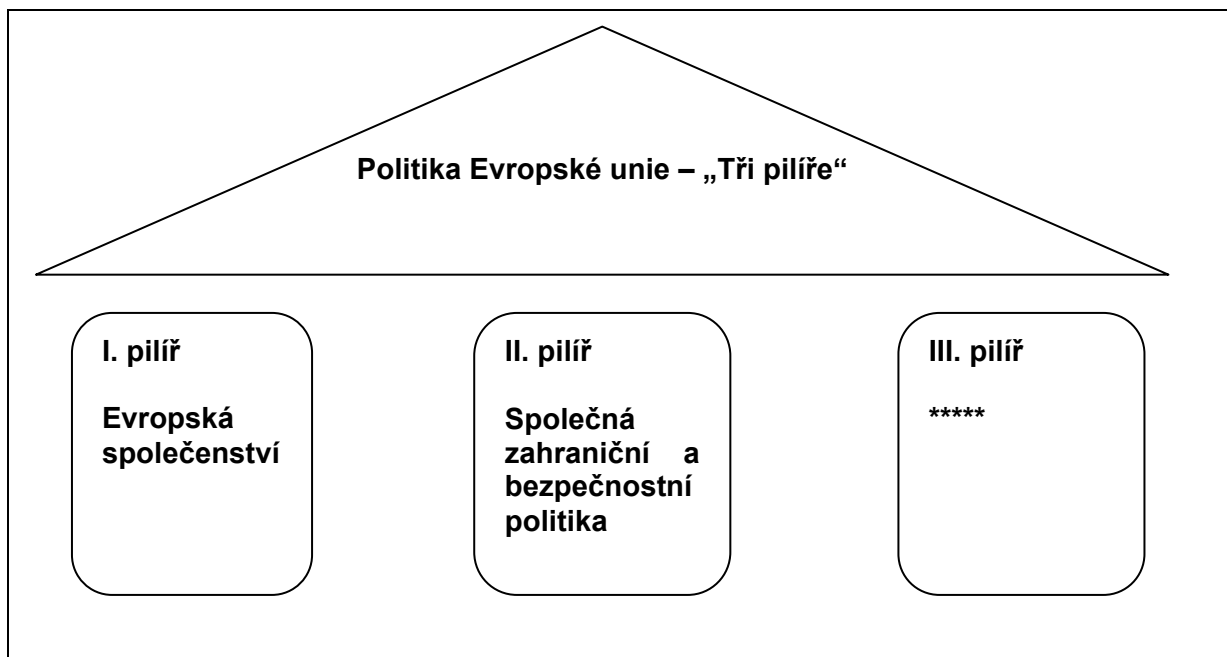 Politika Evropské unie – „Tři pilíře“
I. pilíř
Evropská
společenství
II. pilíř
Společná
zahraniční a
bezpečnostní
politika
III. pilíř
*****